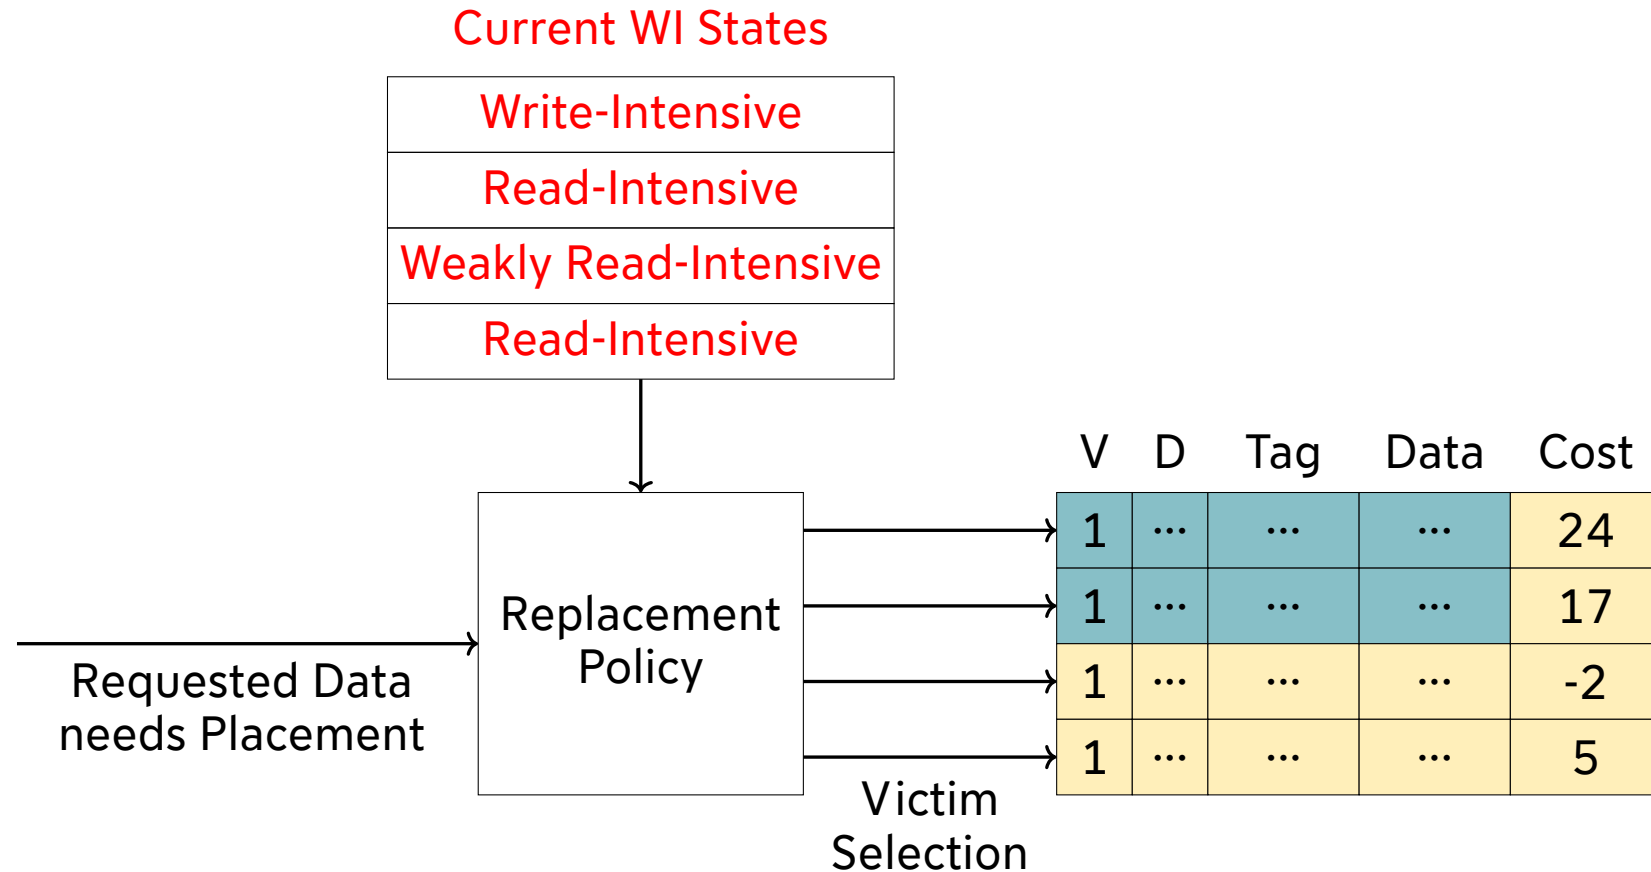 Current WI States
Write-Intensive
Read-Intensive
Weakly Read-Intensive
Read-Intensive
V D Tag Data Cost
1 ... ... ... 24
1 ... ... ... 17
1 ... ... ... -2
1 ... ... ... 5
Replacement
Policy
Requested Data
needs Placement
Victim
Selection